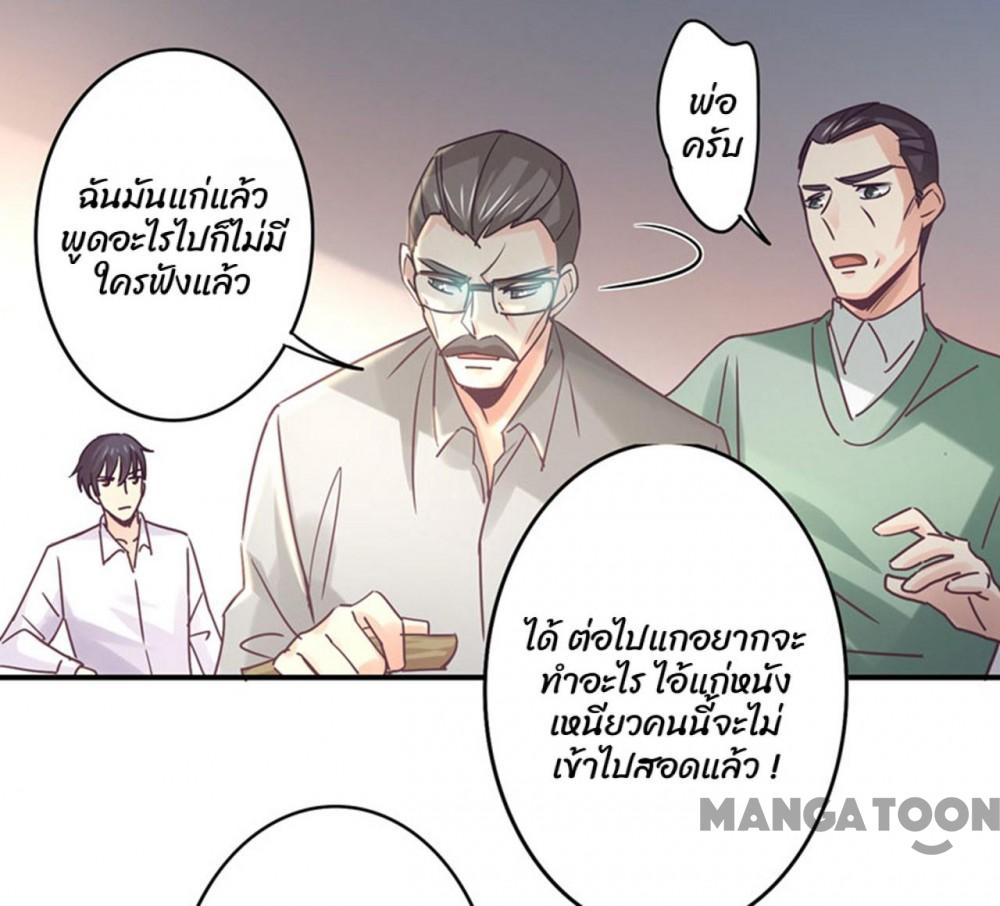 พ่อ
ครับ
ฉันมันแก่แล้ว
พูดอะไรไปก็ไม่มี
ใครฟังแล้ว
ได้ ต่อไปแกอยากจะ
ทำอะไร ไอ้แก่หนัง
เหนียวคนนี้จะไม่
เข้าไปสอดแล้ว !
MANGATOON